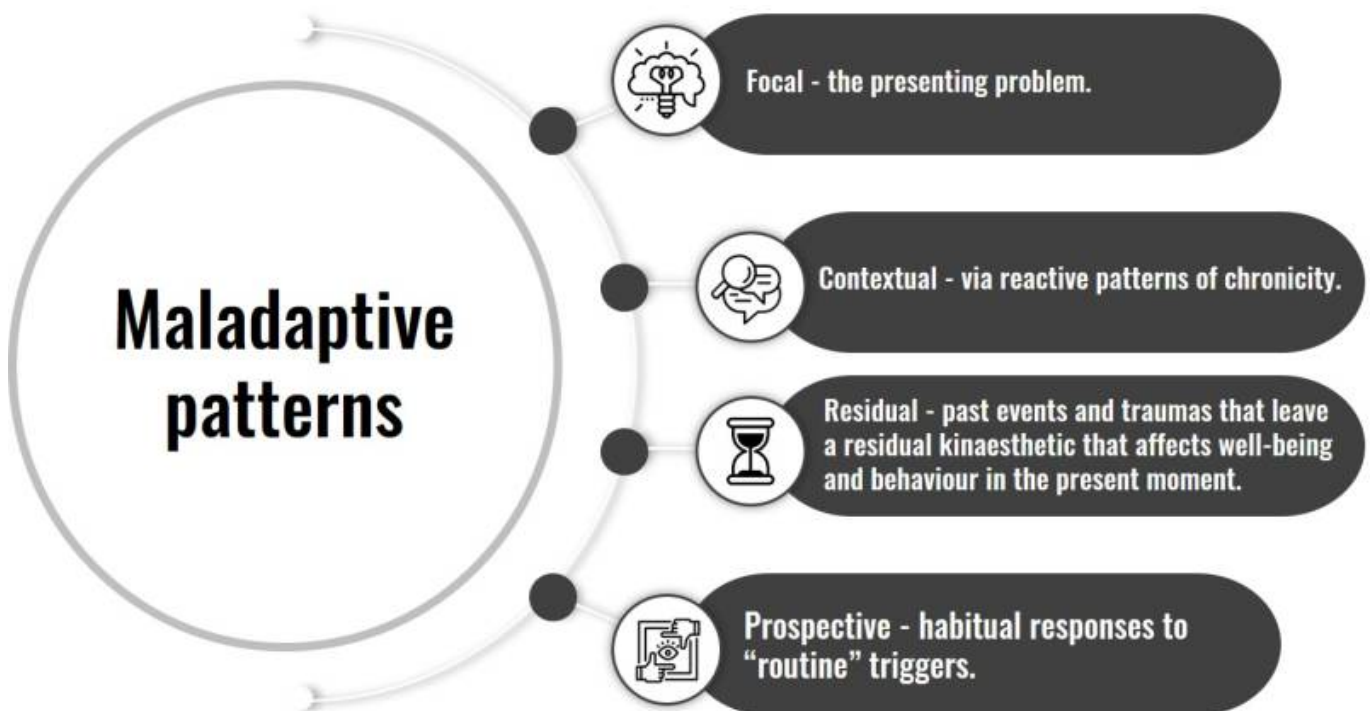 Maladaptive
patterns
Focal - the presenting problem.
Contextual - via reactive patterns of chronicity.
Residual - past events and traumas that leave
a residual kinaesthetic that affects well-being
and behaviour in the present moment.
Prospective - habitual responses to
“routine” triggers.